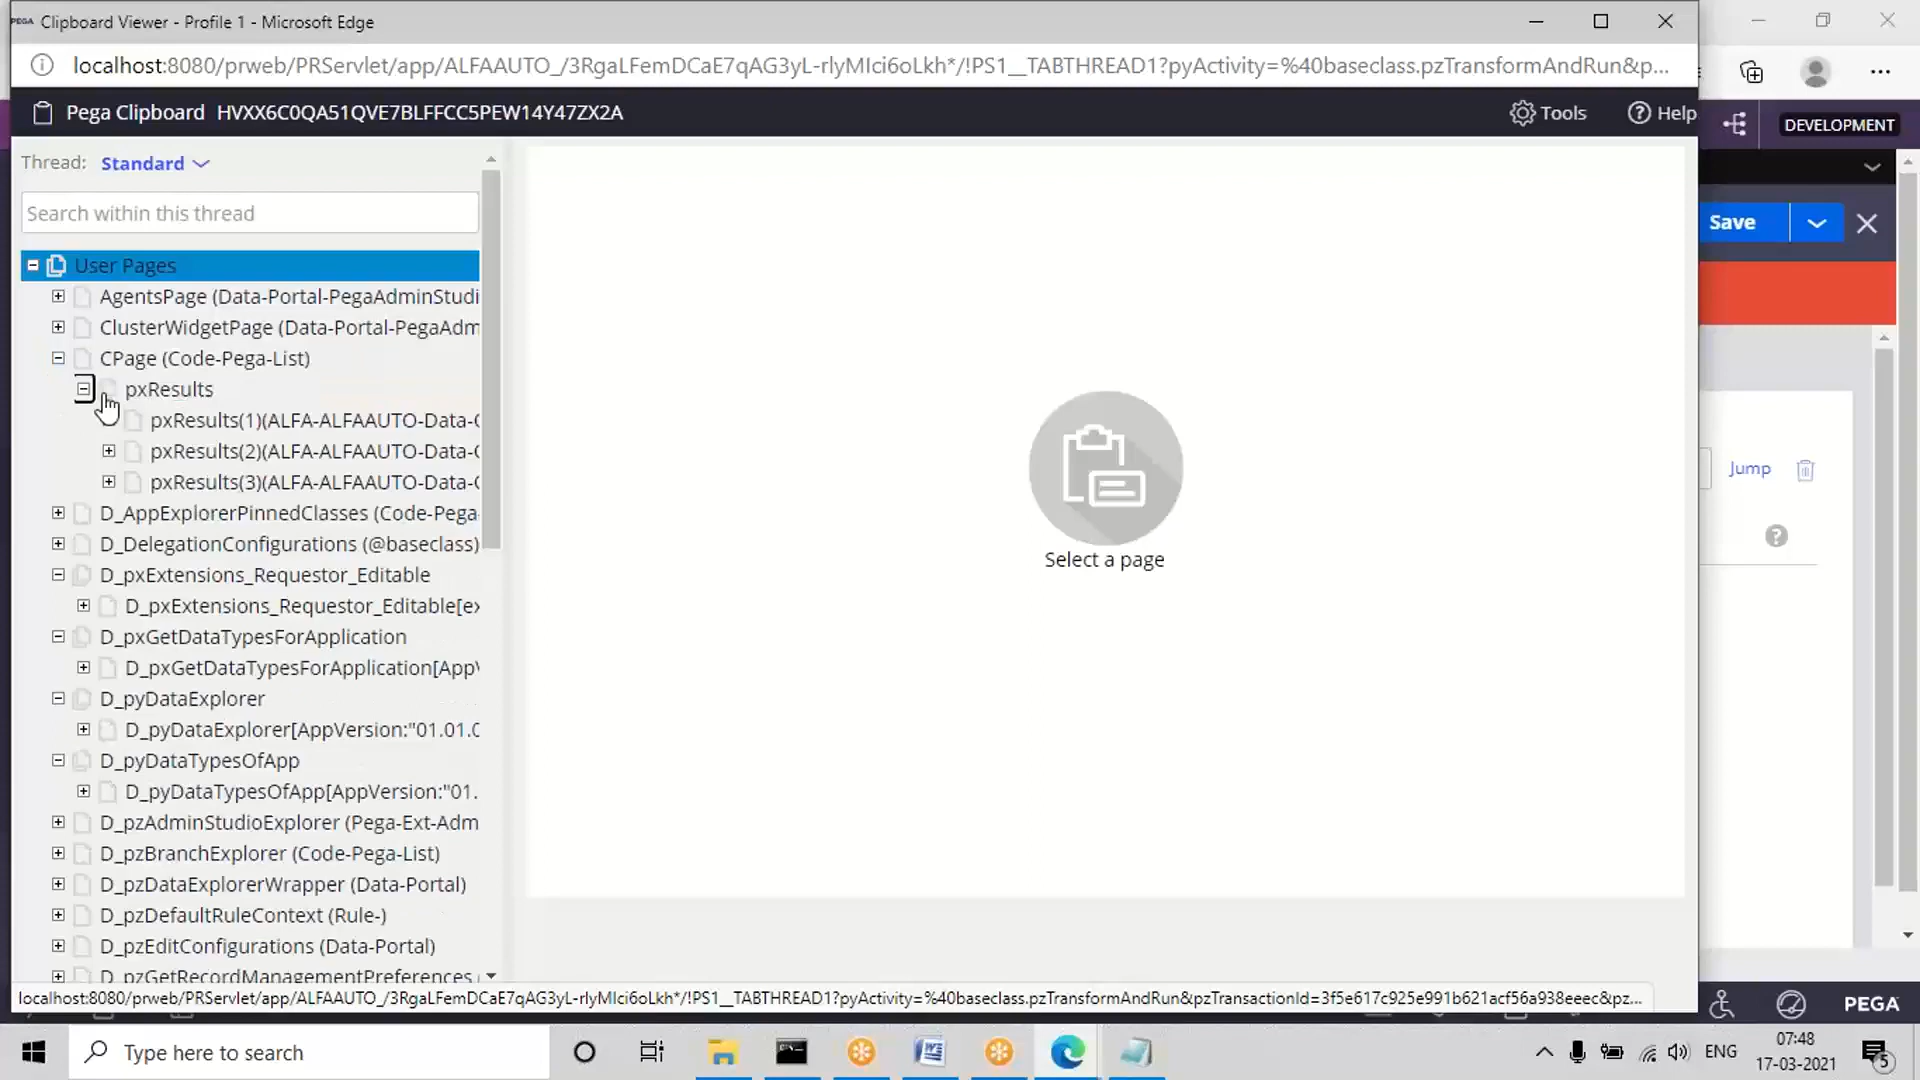 PEGA Clipboard Viewer - Profile 1 - Microsoft Edge
localhost:8080/prweb/PRServlet/app/ALFAAUTO_/3RgaLFemDCaE7qAG3yL-rlyMIci6oLkh*/!PS1__TABTHREAD1?pyActivity=%40baseclass.pzTransformAndRun&p...
Pega Clipboard HVXX6C0QA51QVE7BLFFCC5PEW14Y47ZX2A
Tools
Help
DEVELOPMENT
Thread: Standard
Search within this thread
Save
User Pages
AgentsPage (Data-Portal-PegaAdminStudi
ClusterWidgetPage (Data-Portal-PegaAdm
CPage (Code-Pega-List)
pxResults
pxResults(1)(ALFA-ALFAAUTO-Data-C
pxResults(2)(ALFA-ALFAAUTO-Data-C
pxResults(3)(ALFA-ALFAAUTO-Data-C
Jump
D_AppExplorerPinnedClasses (Code-Pega-
D_DelegationConfigurations (@baseclass)
Select a page
D_pxExtensions_Requestor_Editable
D_pxExtensions_Requestor_Editable[ex
D_pxGetDataTypesForApplication
D_pxGetDataTypesForApplication[AppV
D_pyDataExplorer
D_pyDataExplorer[AppVersion:"01.01.0
D_pyDataTypesOfApp
D_pyDataTypesOfApp[AppVersion:"01.
D_pzAdminStudioExplorer (Pega-Ext-Adm
D_pzBranchExplorer (Code-Pega-List)
D_pzDataExplorerWrapper (Data-Portal)
D_pzDefaultRuleContext (Rule-)
D_pzEditConfigurations (Data-Portal)
D_pzGetRecordManagementPreferences
localhost:8080/prweb/PRServlet/app/ALFAAUTO_/3RgaLFemDCaE7qAG3yL-rlyMIci6oLkh*/!PS1__TABTHREAD1?pyActivity=%40baseclass.pzTransformAndRun&pzTransactionId=3f5e617c925e991b621acf56a938eeec&pz...
PEGA
Type here to search
ENG
07:48
17-03-2021
5